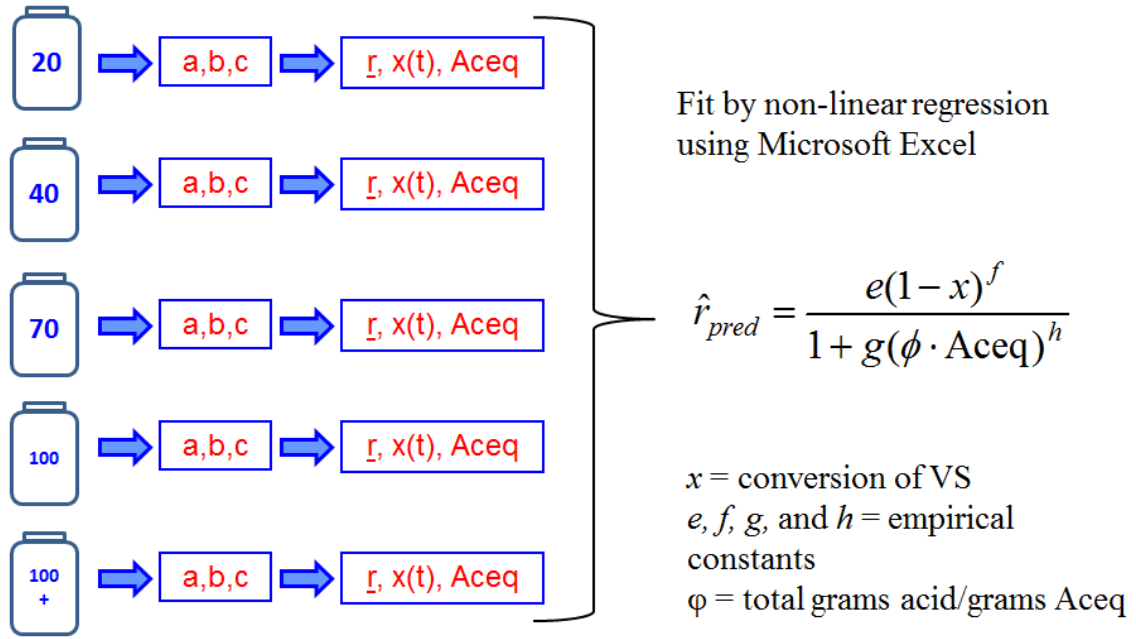 20
a,b,c
r, x(t), Aceq
40
a,b,c
r, x(t), Aceq
70
a,b,c
r, x(t), Aceq
100
a,b,c
r, x(t), Aceq
100
+
a,b,c
r, x(t), Aceq
Fit by non-linear regression
using Microsoft Excel
r̂pred = e(1 − x)^f / 1 + g(ϕ · Aceq)^h
x = conversion of VS
e, f, g, and h = empirical
constants
φ = total grams acid/grams Aceq